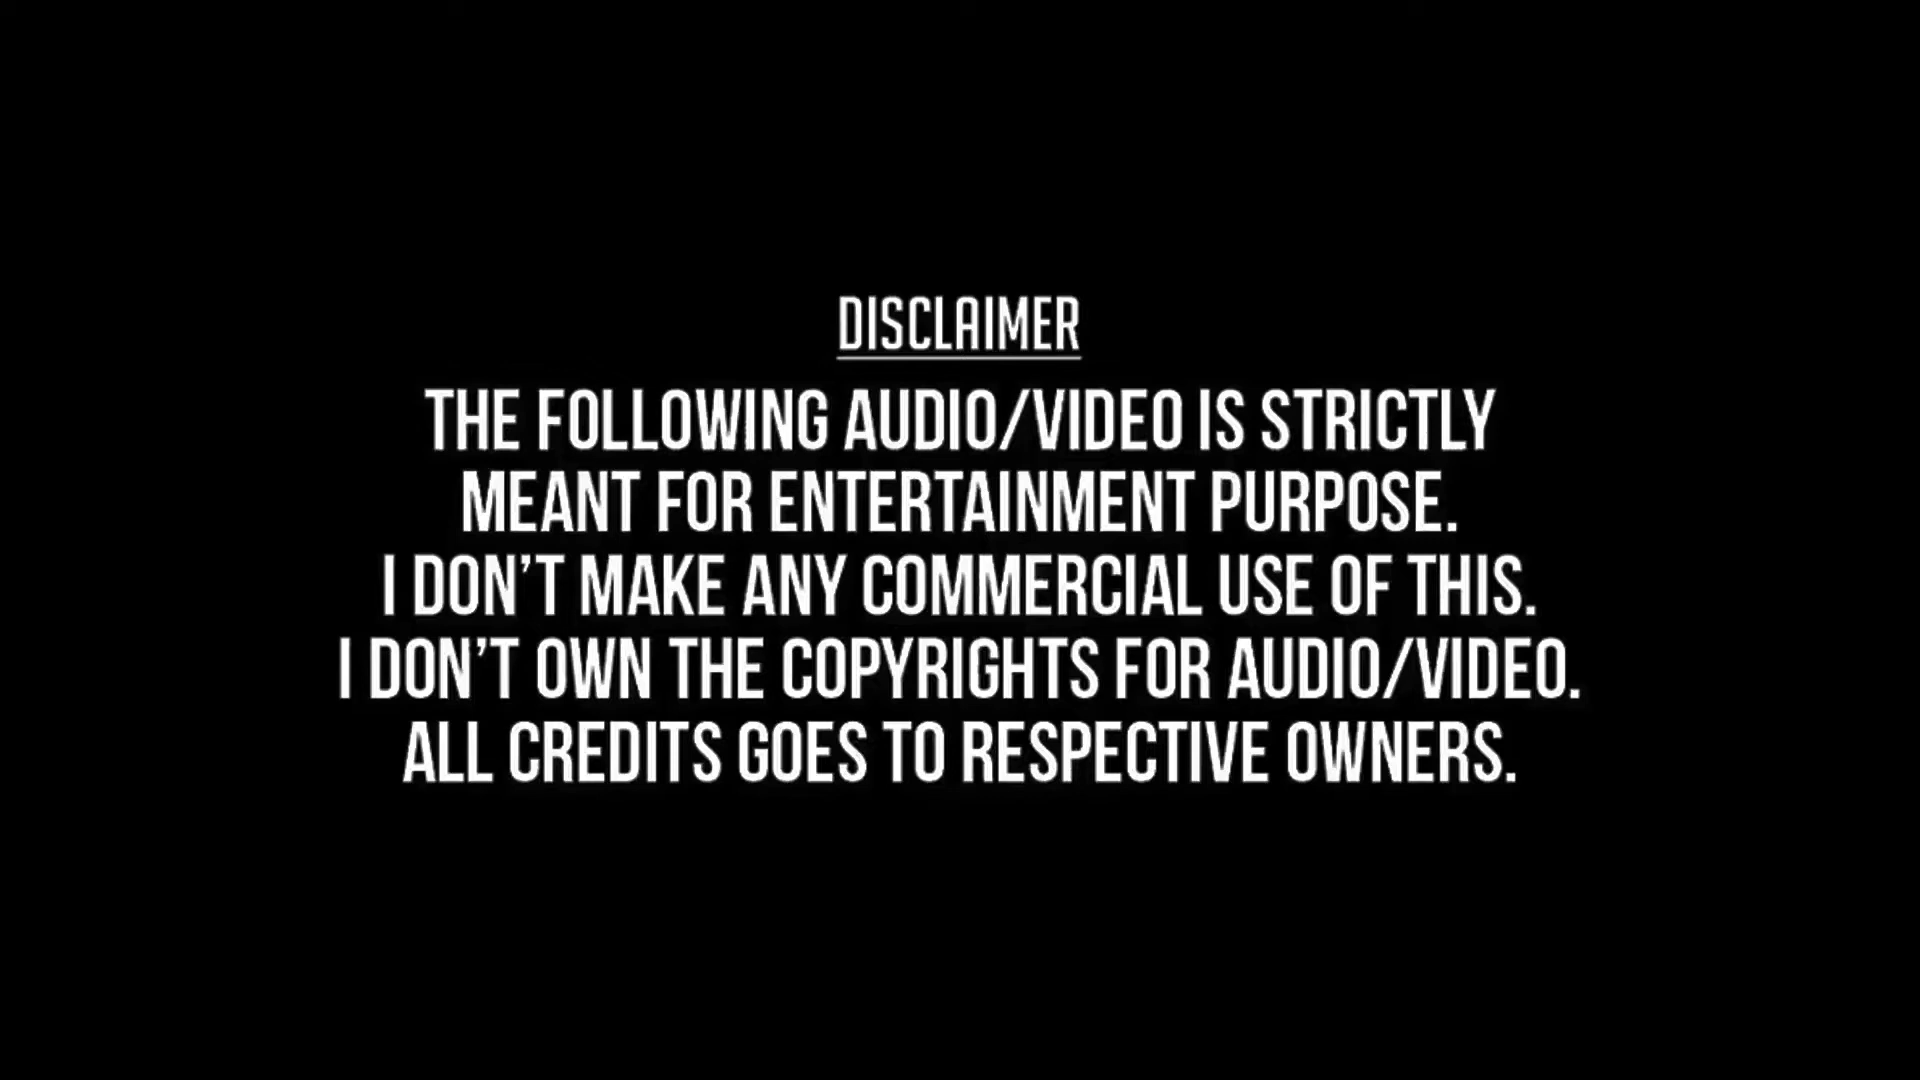 DISCLAIMER
THE FOLLOWING AUDIO/VIDEO IS STRICTLY
MEANT FOR ENTERTAINMENT PURPOSE.
I DON’T MAKE ANY COMMERCIAL USE OF THIS.
I DON’T OWN THE COPYRIGHTS FOR AUDIO/VIDEO.
ALL CREDITS GOES TO RESPECTIVE OWNERS.